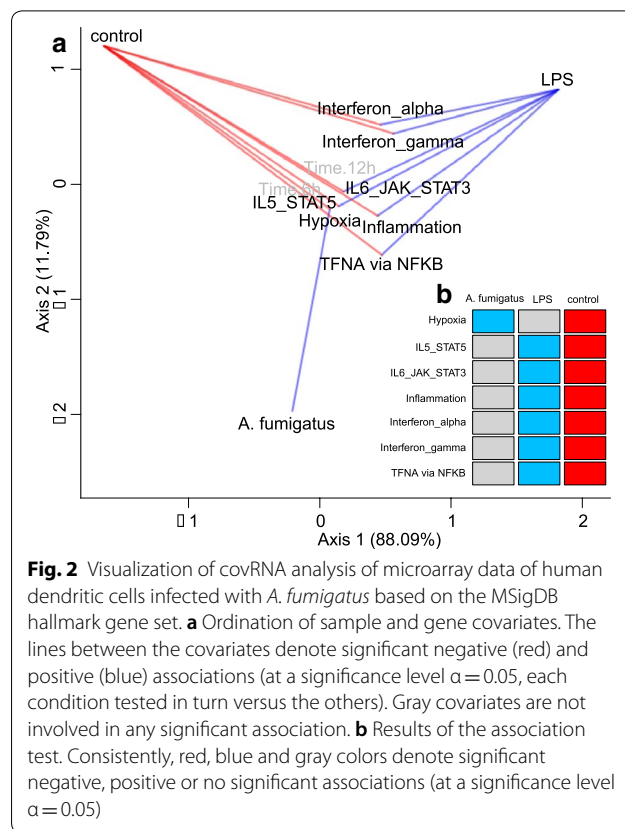 a
control
LPS
Interferon_alpha
Interferon_gamma
Time.12h
Time.6h
IL6_JAK_STAT3
IL5_STAT5
Hypoxia
Inflammation
TFNA via NFKB
A. fumigatus
1
0
▯1
▯2
Axis 2 (11.79%)
▯1
0
1
2
Axis 1 (88.09%)
b
A. fumigatus LPS control
Hypoxia
IL5_STAT5
IL6_JAK_STAT3
Inflammation
Interferon_alpha
Interferon_gamma
TFNA via NFKB
Fig. 2 Visualization of covRNA analysis of microarray data of human
dendritic cells infected with A. fumigatus based on the MSigDB
hallmark gene set. a Ordination of sample and gene covariates. The
lines between the covariates denote significant negative (red) and
positive (blue) associations (at a significance level α = 0.05, each
condition tested in turn versus the others). Gray covariates are not
involved in any significant association. b Results of the association
test. Consistently, red, blue and gray colors denote significant
negative, positive or no significant associations (at a significance level
α = 0.05)